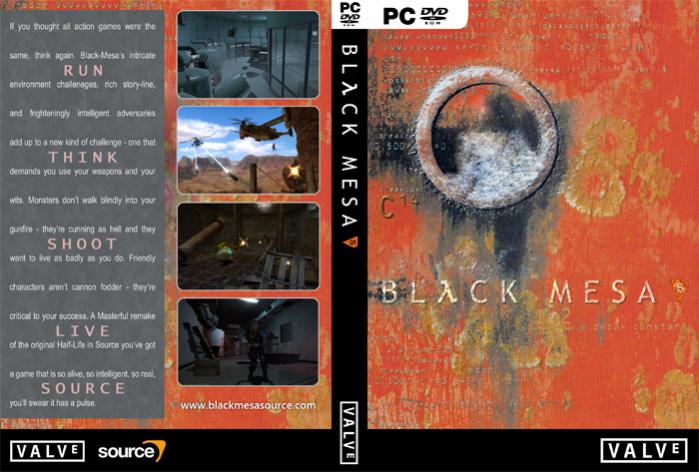 If you thought all action games were the
same, think again. Black-Mesa's intricate
RUN
environment challeneges, rich story-line,
and frighteningly intelligent adversaries
add up to a new kind of challenge - one that
THINK
demands you use your weapons and your
wits. Monsters don't walk blindly into your
gunfire - they're cunning as hell and they
SHOOT
want to live as badly as you do. Friendly
characters aren't cannon fodder - they're
critical to your success. A Masterful remake
LIVE
of the original Half-Life in Source you've got
a game that is so alive, so intelligent, so real,
SOURCE
you'll swear it has a pulse.
www.blackmesasource.com
VALVE
source
PC
DVD
ROM
BLλCK MESA
VALVE
PC DVD
ROM
C14
BLλCK MESA
S
VALVE